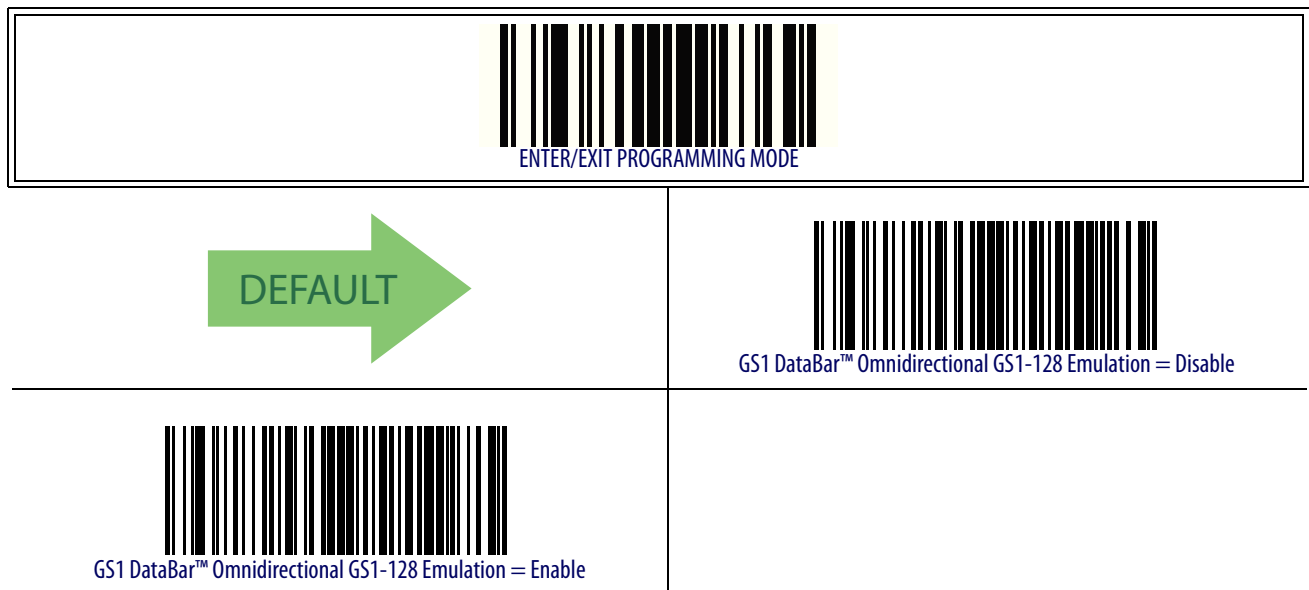 ENTER/EXIT PROGRAMMING MODE
DEFAULT
GS1 DataBar™ Omnidirectional GS1-128 Emulation = Disable
GS1 DataBar™ Omnidirectional GS1-128 Emulation = Enable